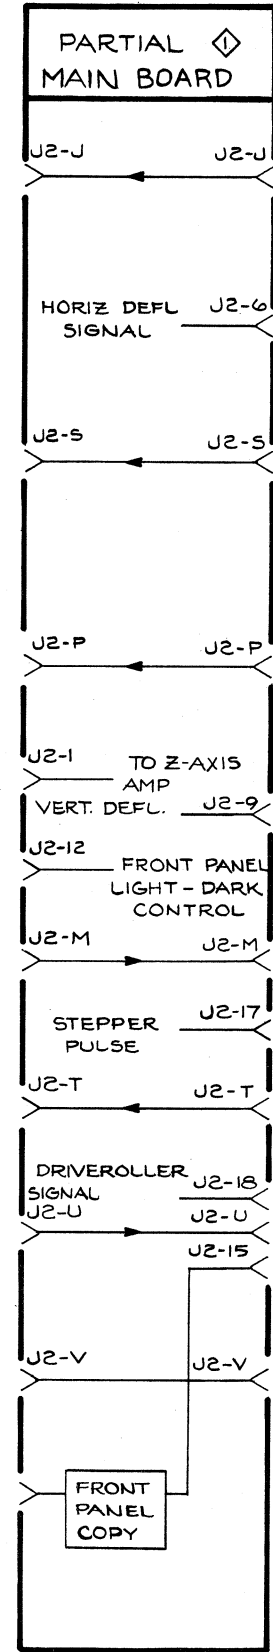 PARTIAL 1
MAIN BOARD
J2-J J2-J
HORIZ DEFL J2-6
SIGNAL
J2-S J2-S
J2-P J2-P
J2-1 TO Z-AXIS
AMP
VERT. DEFL. J2-9
J2-12 FRONT PANEL
LIGHT-DARK
CONTROL
J2-M J2-M
STEPPER J2-17
PULSE
J2-T J2-T
DRIVEROLLER J2-18
SIGNAL
J2-U J2-U
J2-15
J2-V J2-V
FRONT
PANEL
COPY